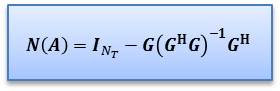 N(A) = I_{N_T} − G(G^H G)^{−1} G^H